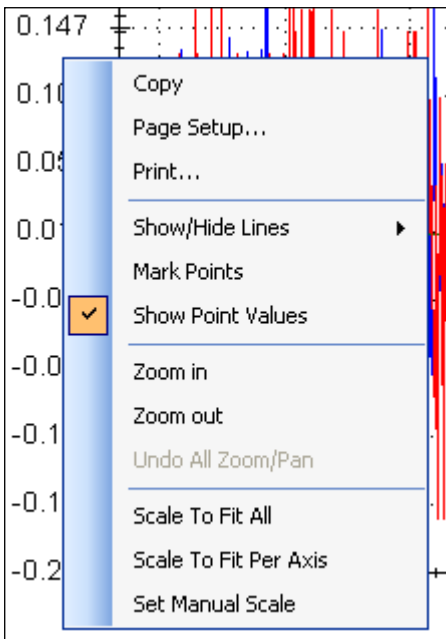 0.147
Copy
Page Setup...
Print...
Show/Hide Lines
Mark Points
Show Point Values
Zoom in
Zoom out
Undo All Zoom/Pan
Scale To Fit All
Scale To Fit Per Axis
Set Manual Scale